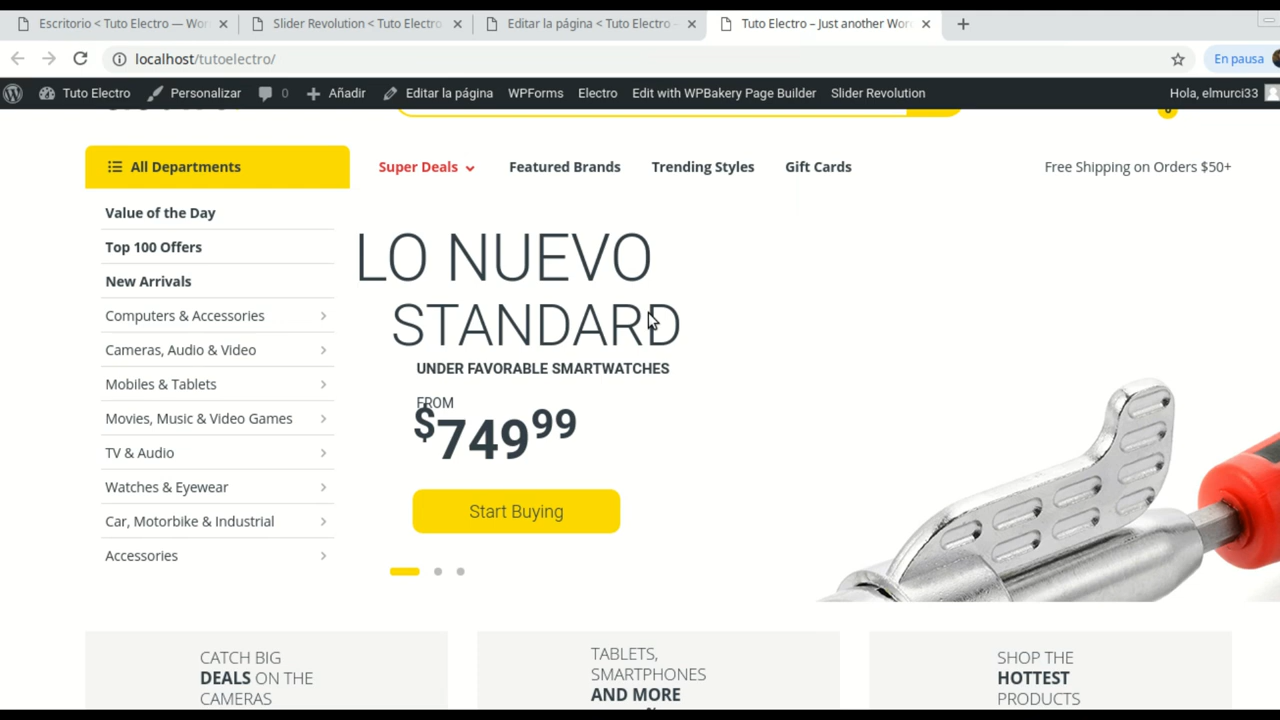 Escritorio < Tuto Electro — Wor
Slider Revolution < Tuto Electro
Editar la página < Tuto Electro –
Tuto Electro – Just another Wor
localhost/tutoelectro/
En pausa
Tuto Electro
Personalizar
0
Añadir
Editar la página
WPForms
Electro
Edit with WPBakery Page Builder
Slider Revolution
Hola, elmurci33
All Departments
Super Deals
Featured Brands
Trending Styles
Gift Cards
Free Shipping on Orders $50+
Value of the Day
Top 100 Offers
New Arrivals
Computers & Accessories
Cameras, Audio & Video
Mobiles & Tablets
Movies, Music & Video Games
TV & Audio
Watches & Eyewear
Car, Motorbike & Industrial
Accessories
LO NUEVO
STANDARD
UNDER FAVORABLE SMARTWATCHES
FROM
$749 99
Start Buying
CATCH BIG
DEALS ON THE
CAMERAS
TABLETS,
SMARTPHONES
AND MORE
SHOP THE
HOTTEST
PRODUCTS